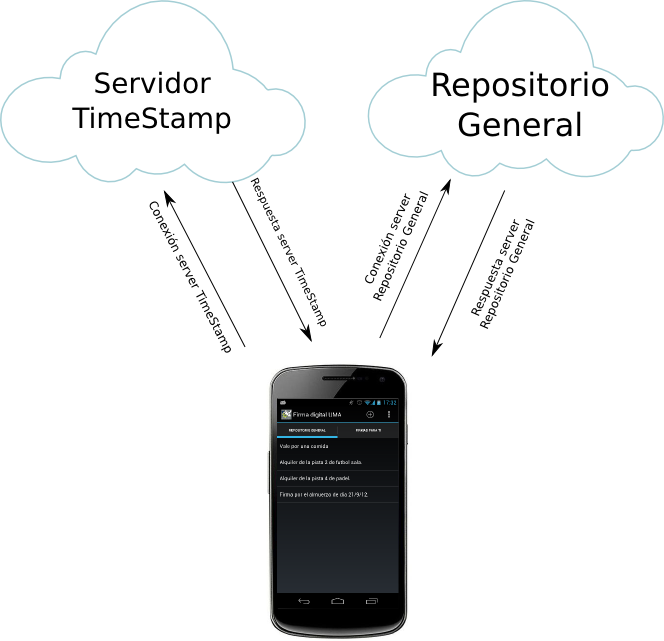 Servidor
TimeStamp
Repositorio
General
Conexión server TimeStamp
Respuesta server TimeStamp
Conexión server
Repositorio General
Respuesta server
Repositorio General
17:32
Firma digital UMA
REPOSITORIO GENERAL
FIRMAS PARA TI
Vale por una comida
Alquiler de la pista 2 de futbol sala.
Alquiler de la pista 4 de padel.
Firma por el almuerzo de dia 21/9/12.